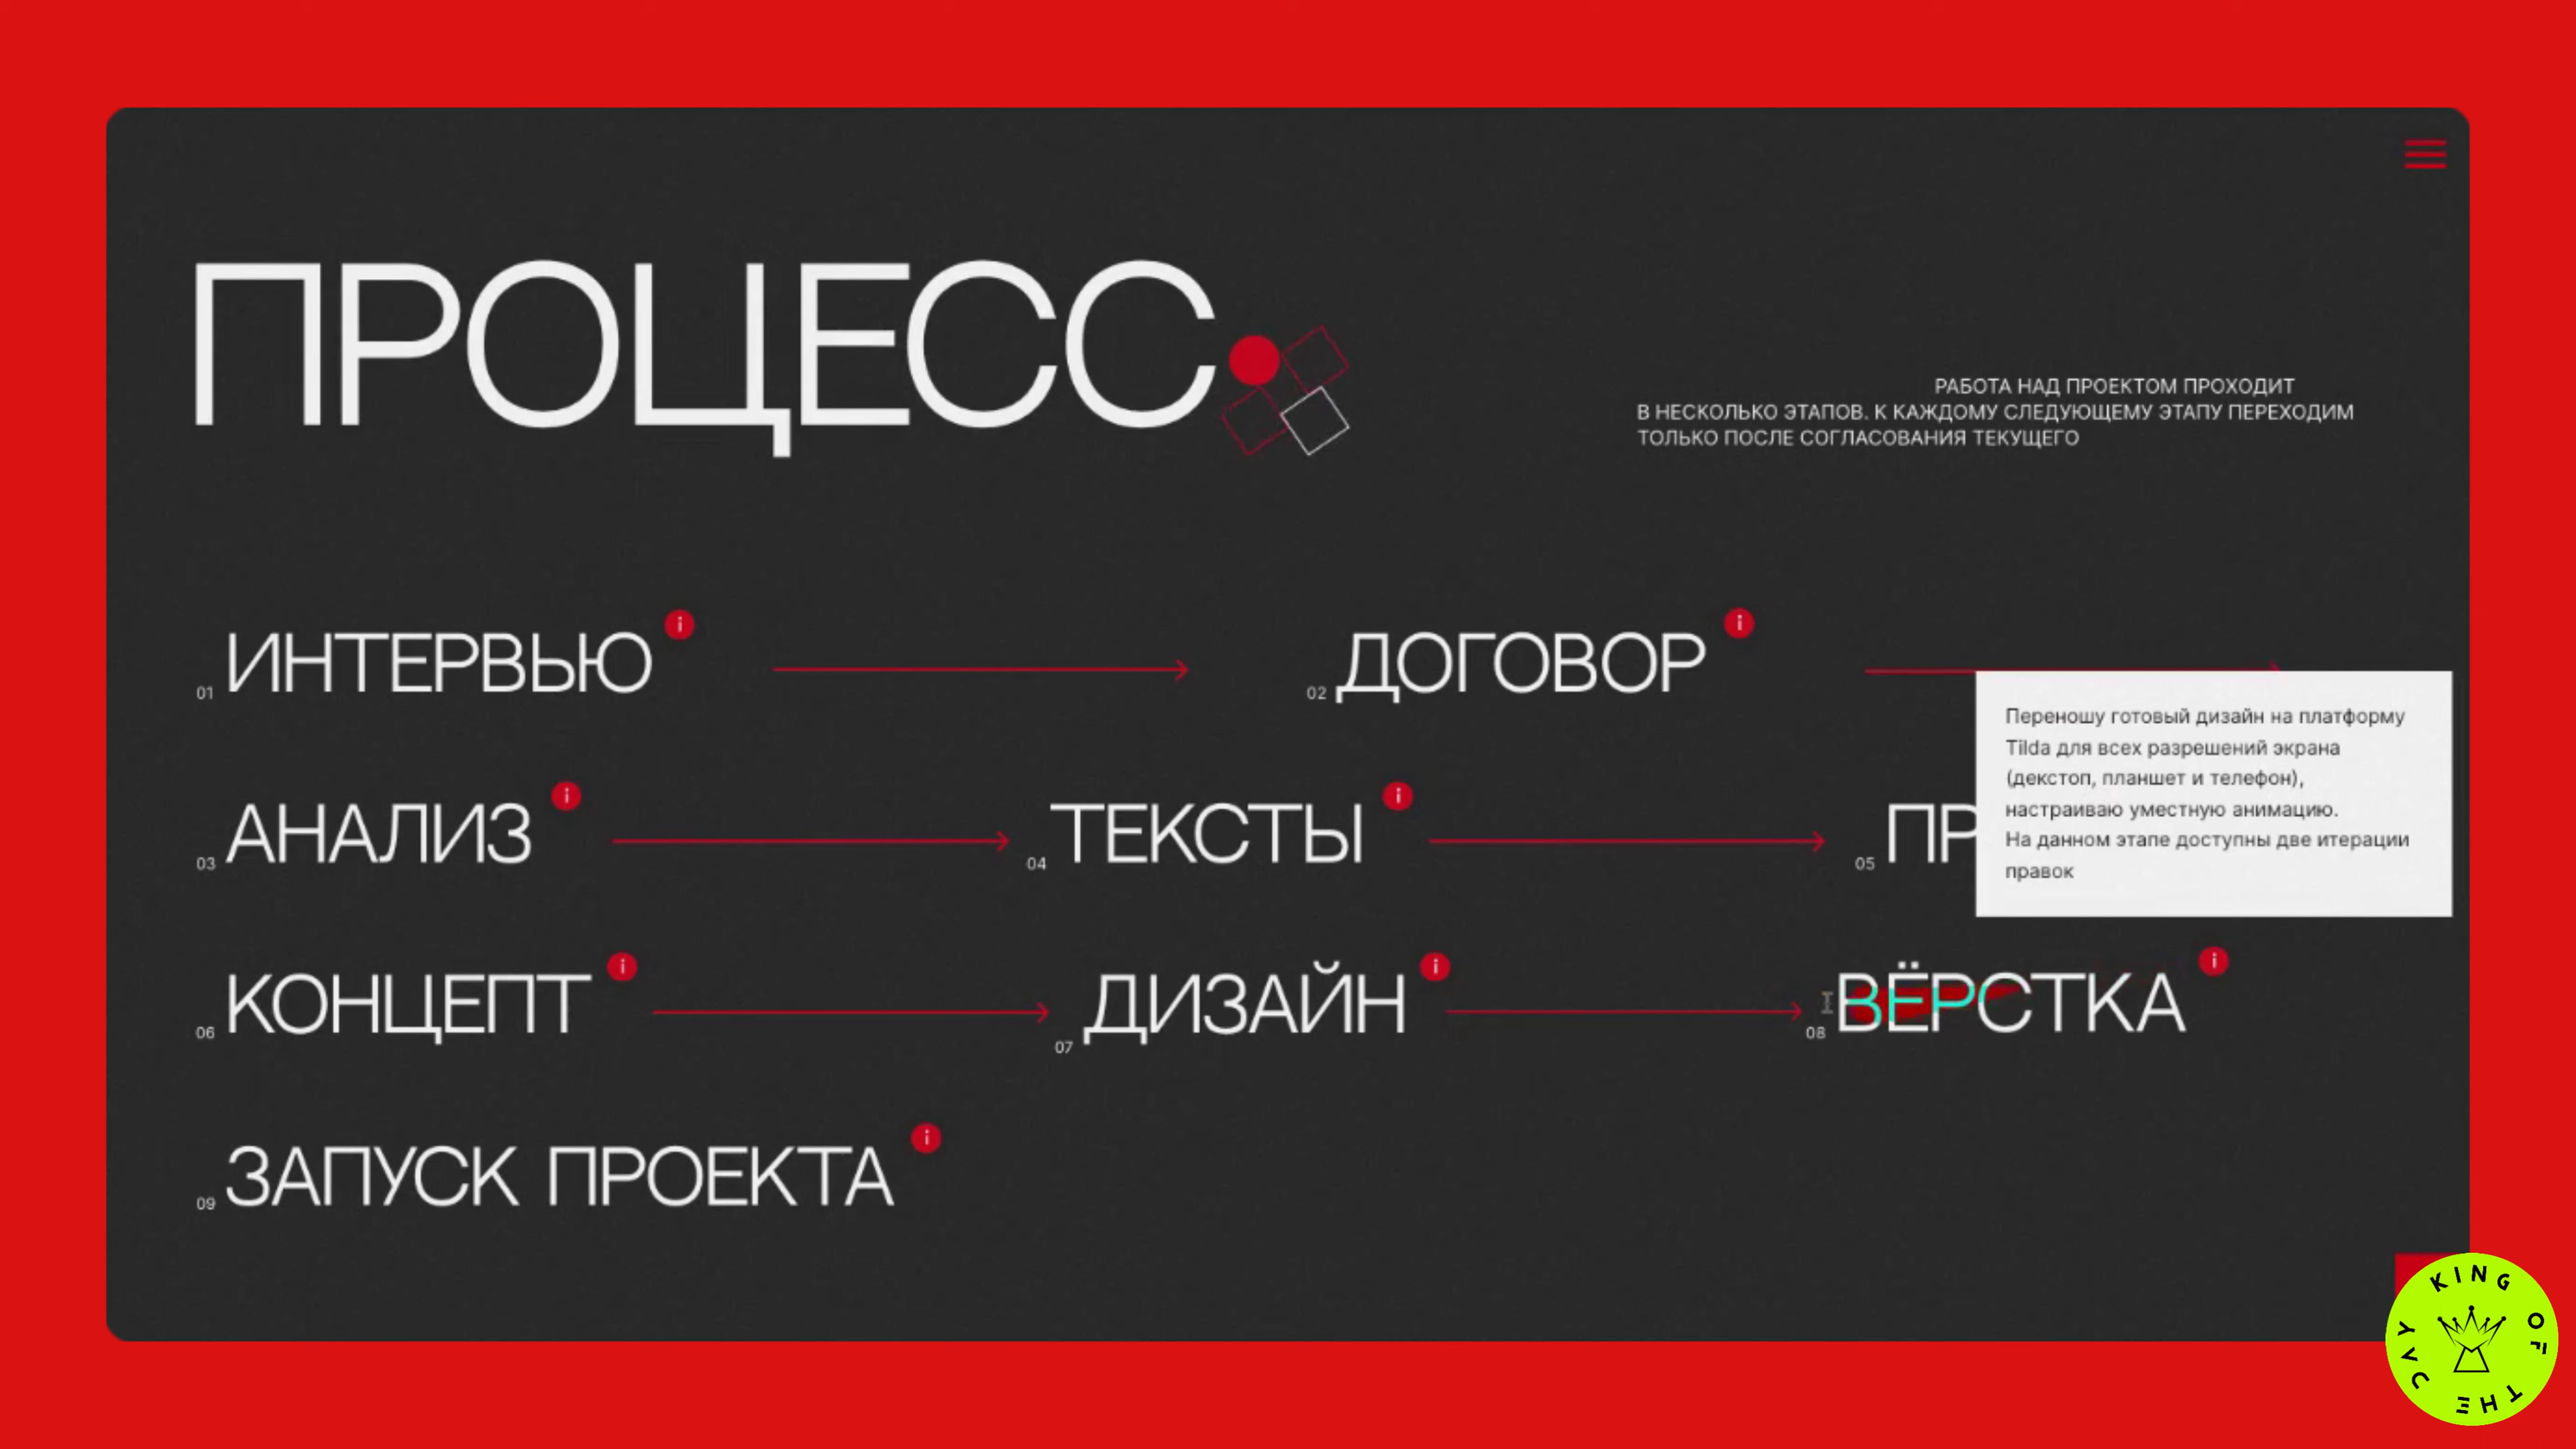 ПРОЦЕСС
РАБОТА НАД ПРОЕКТОМ ПРОХОДИТ
В НЕСКОЛЬКО ЭТАПОВ. К КАЖДОМУ СЛЕДУЮЩЕМУ ЭТАПУ ПЕРЕХОДИМ
ТОЛЬКО ПОСЛЕ СОГЛАСОВАНИЯ ТЕКУЩЕГО
01 ИНТЕРВЬЮ i
02 ДОГОВОР i
03 АНАЛИЗ i
04 ТЕКСТЫ i
05 ПР
Переношу готовый дизайн на платформу
Tilda для всех разрешений экрана
(декстоп, планшет и телефон),
настраиваю уместную анимацию.
На данном этапе доступны две итерации
правок
06 КОНЦЕПТ i
07 ДИЗАЙН i
08 ВЁРСТКА i
09 ЗАПУСК ПРОЕКТА i
KING OF THE JAY